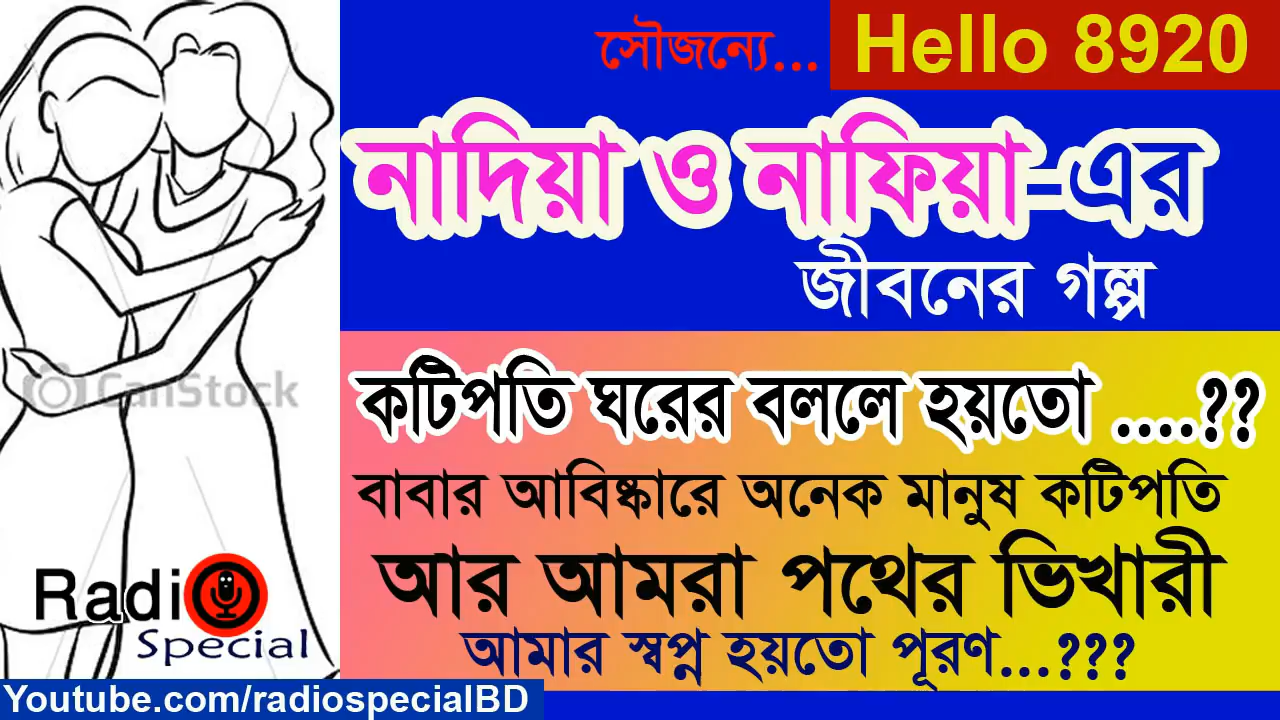 সৌজন্যে... Hello 8920
নাদিয়া ও নাফিয়া-এর
জীবনের গল্প
কটিপতি ঘরের বললে হয়তো ....??
বাবার আবিষ্কারে অনেক মানুষ কটিপতি
আর আমরা পথের ভিখারী
আমার স্বপ্ন হয়তো পূরণ...???
CanStock
Radio
Special
Youtube.com/radiospecialBD